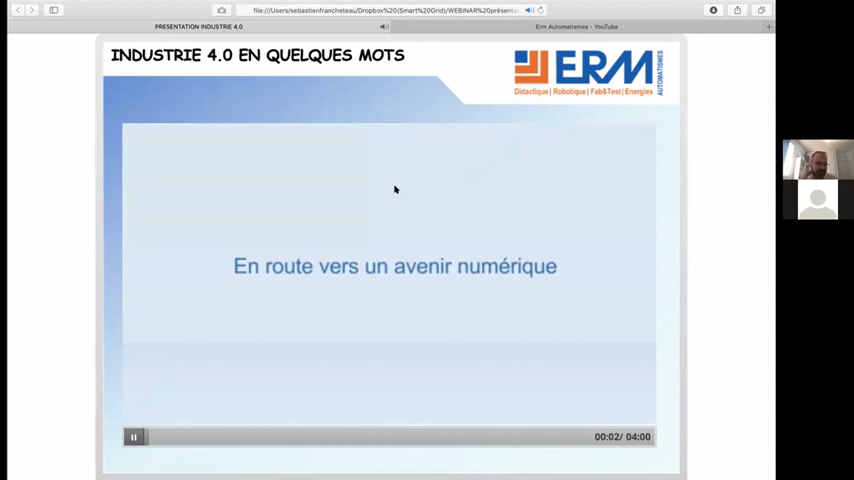 file:///Users/sebastienfrancheteau/Dropbox%20(Smart%20Grid)/WEBINAR%20présent
PRESENTATION INDUSTRIE 4.0
Erm Automatismes - YouTube
INDUSTRIE 4.0 EN QUELQUES MOTS
ERM
AUTOMATISMES
Didactique | Robotique | Fab&Test | Energies
En route vers un avenir numérique
00:02/ 04:00